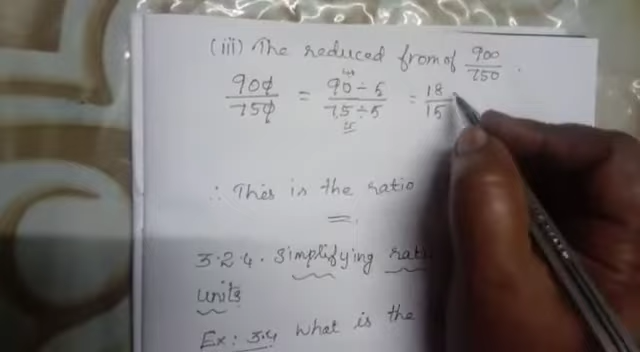 (iii) The reduced from of 900/750.
900/750 = 90÷5/75÷5 = 18/15
∴ This is the ratio
3.2.4. Simplifying
units
Ex: 3.4 What is the